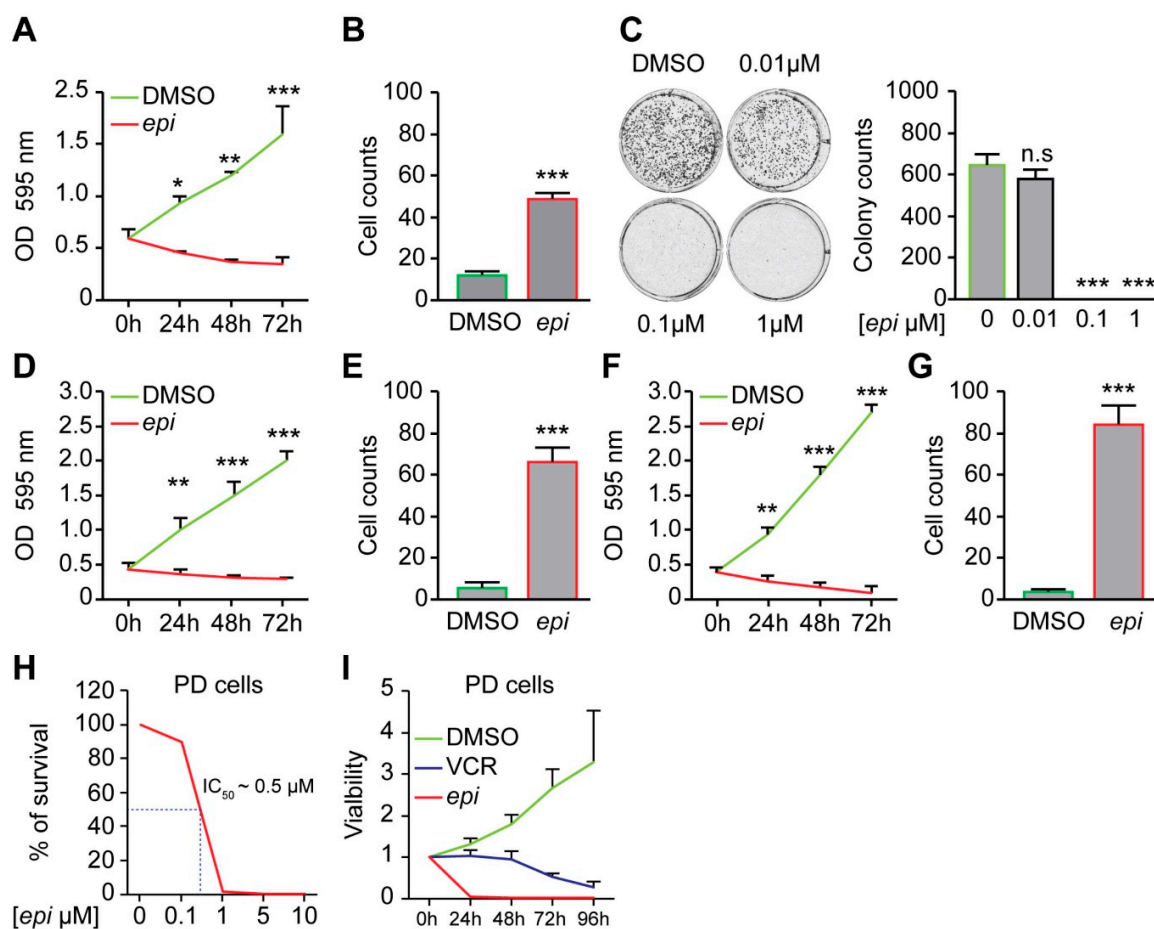 A
2.5
2.0
1.5
1.0
0.5
0
OD 595 nm
DMSO
epi
*
**
***
0h 24h 48h 72h
B
100
80
60
40
20
0
Cell counts
***
DMSO epi
C
DMSO 0.01µM
0.1µM 1µM
1000
800
600
400
200
0
Colony counts
n.s
*** ***
[epi µM] 0 0.01 0.1 1
D
3.0
2.5
2.0
1.5
1.0
0.5
0
OD 595 nm
DMSO
epi
**
***
***
0h 24h 48h 72h
E
100
80
60
40
20
0
Cell counts
***
DMSO epi
F
3.0
2.5
2.0
1.5
1.0
0.5
0
OD 595 nm
DMSO
epi
**
***
***
0h 24h 48h 72h
G
100
80
60
40
20
0
Cell counts
***
DMSO epi
H
PD cells
120
100
80
60
40
20
0
% of survival
IC50 ~ 0.5 µM
[epi µM] 0 0.1 1 5 10
I
PD cells
5
4
3
2
1
0
Vialbility
DMSO
VCR
epi
0h 24h 48h 72h 96h